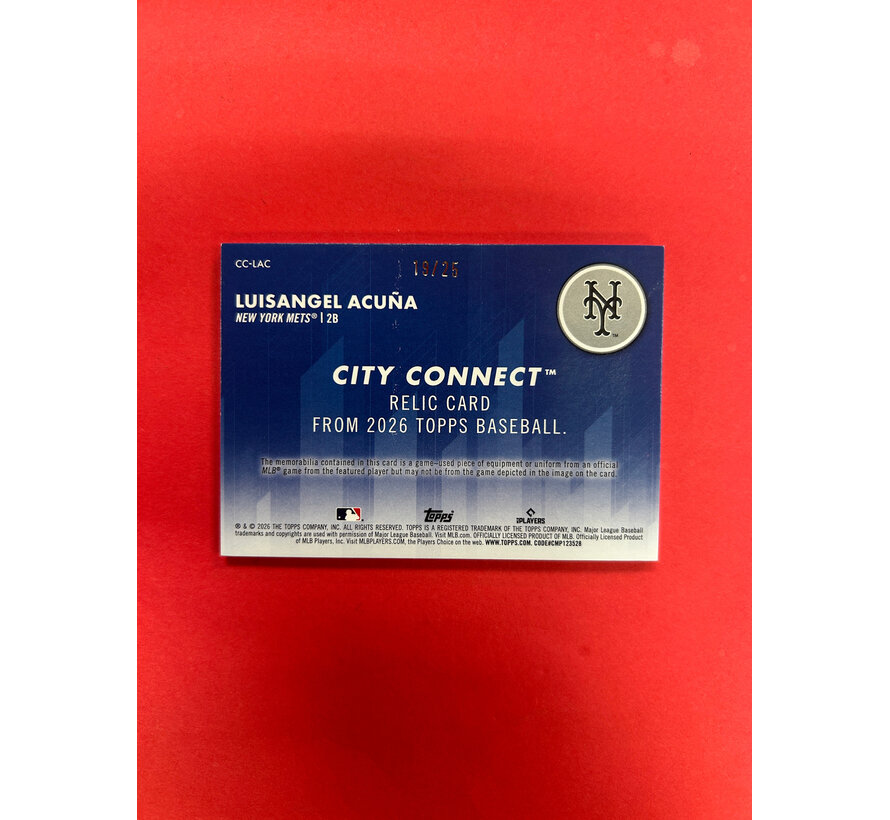 CC-LAC
19/25
LUISANGEL ACUÑA
NEW YORK METS® | 2B
NY
™
CITY CONNECT™
RELIC CARD
FROM 2026 TOPPS BASEBALL.
The memorabilia contained in this card is a game-used piece of equipment or uniform from an official
MLB® game from the featured player but may not be from the game depicted in the image on the card.
Topps
PLAYERS
® & © 2026 THE TOPPS COMPANY, INC. ALL RIGHTS RESERVED. TOPPS IS A REGISTERED TRADEMARK OF THE TOPPS COMPANY, INC. Major League Baseball
trademarks and copyrights are used with permission of Major League Baseball. Visit MLB.com. OFFICIALLY LICENSED PRODUCT OF MLB. Officially Licensed Product
of MLB Players, Inc. Visit MLBPLAYERS.COM, the Players Choice on the web. WWW.TOPPS.COM. CODE#CMP123528